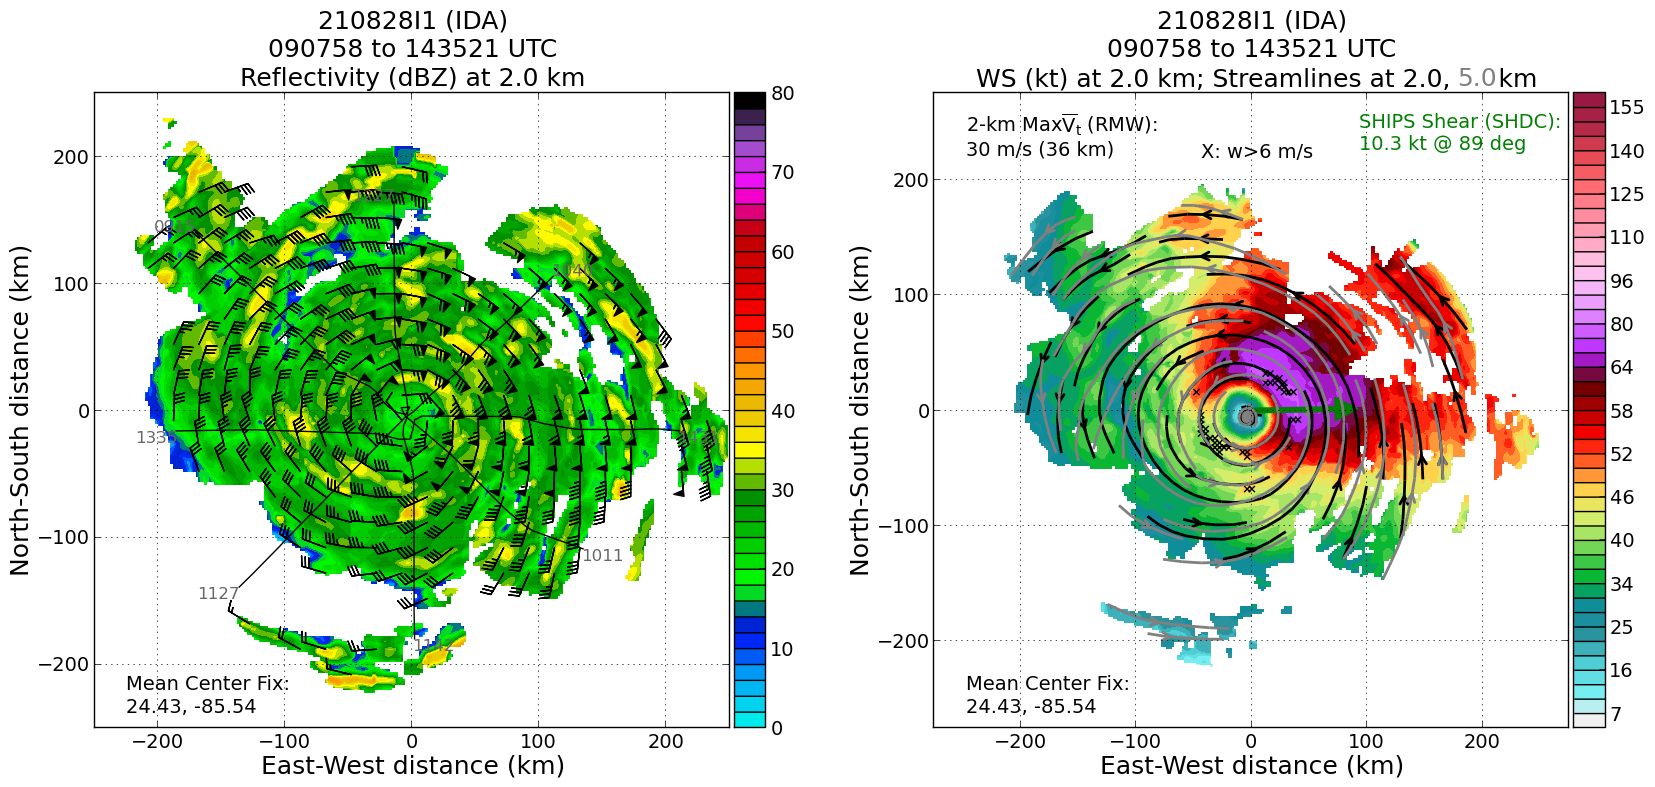 210828I1 (IDA)
090758 to 143521 UTC
Reflectivity (dBZ) at 2.0 km
North-South distance (km)
200
100
0
−100
−200
−200
−100
0
100
200
East-West distance (km)
1335
1127
1011
Mean Center Fix:
24.43, -85.54
80
70
60
50
40
30
20
10
0
210828I1 (IDA)
090758 to 143521 UTC
WS (kt) at 2.0 km; Streamlines at 2.0, 5.0km
2-km MaxV̅t (RMW):
30 m/s (36 km)
X: w>6 m/s
SHIPS Shear (SHDC):
10.3 kt @ 89 deg
North-South distance (km)
200
100
0
−100
−200
−200
−100
0
100
200
East-West distance (km)
Mean Center Fix:
24.43, -85.54
155
140
125
110
96
80
64
58
52
46
40
34
25
16
7